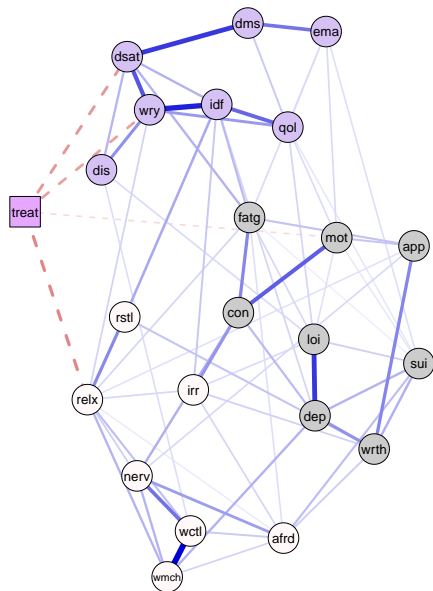 dms
ema
dsat
idf
wry
qol
dis
treat
fatg
mot
app
rstl
con
loi
sui
relx
irr
dep
wrth
nerv
wctl
afrd
wmch